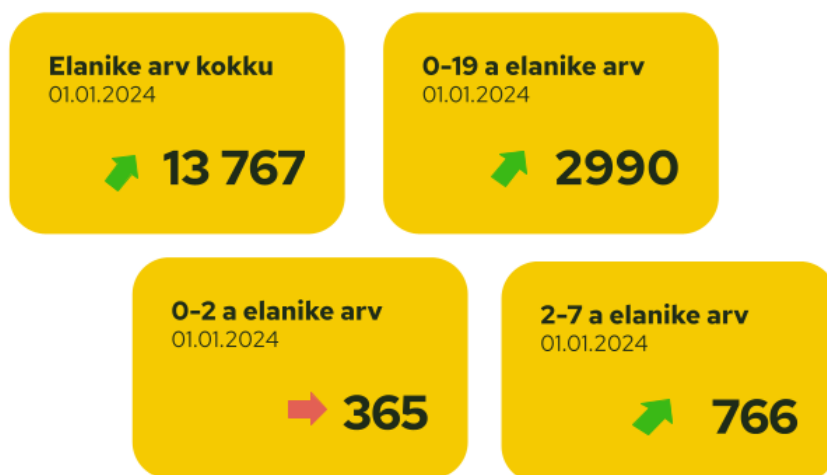 Elanike arv kokku
01.01.2024
13 767
0-19 a elanike arv
01.01.2024
2990
0-2 a elanike arv
01.01.2024
365
2-7 a elanike arv
01.01.2024
766